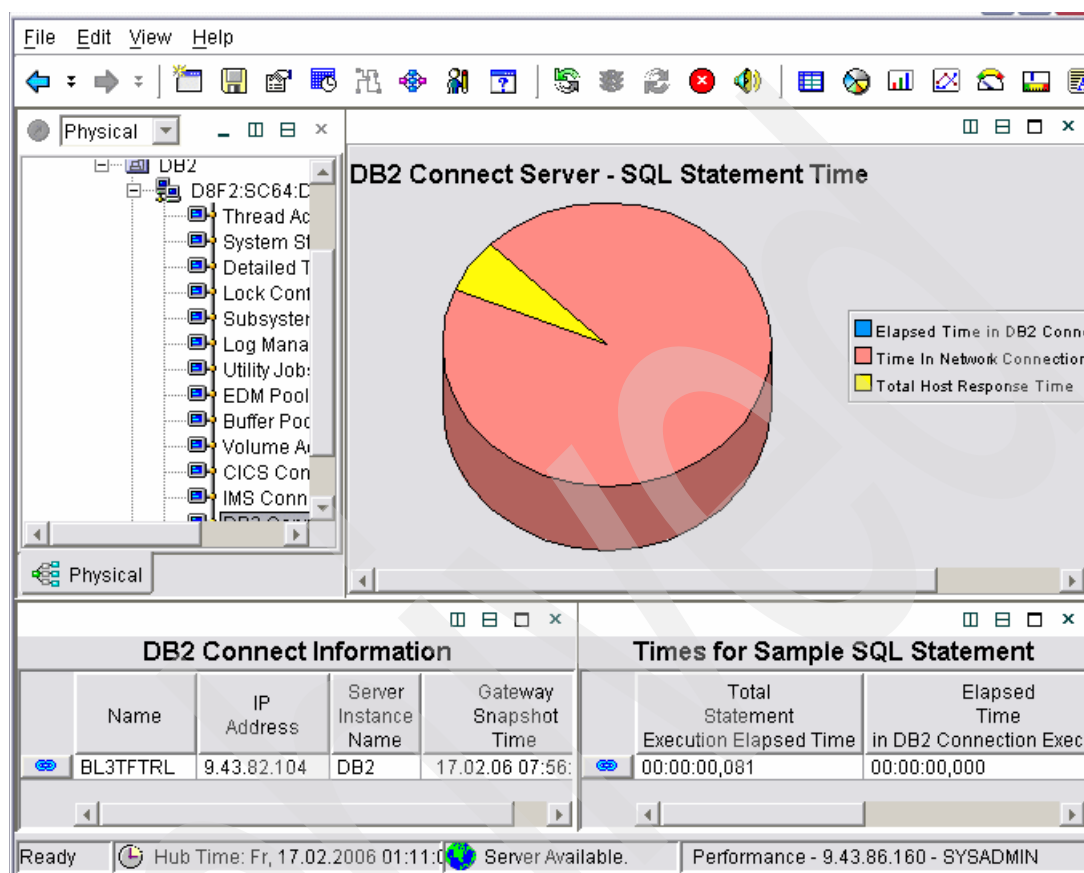 File Edit View Help
Physical
DB2
D8F2:SC64:D
Thread Ac
System St
Detailed T
Lock Cont
Subsyster
Log Mana
Utility Job:
EDM Pool
Buffer Poo
Volume A
CICS Con
IMS Conn
Physical
DB2 Connect Server - SQL Statement Time
Elapsed Time in DB2 Conne
Time In Network Connection
Total Host Response Time
DB2 Connect Information
Name
IP
Address
Server
Instance
Name
Gateway
Snapshot
Time
BL3TFTRL 9.43.82.104 DB2 17.02.06 07:56:
Times for Sample SQL Statement
Total
Statement
Execution Elapsed Time
Elapsed
Time
in DB2 Connection Exec
00:00:00,081 00:00:00,000
Ready Hub Time: Fr, 17.02.2006 01:11:0 Server Available. Performance - 9.43.86.160 - SYSADMIN